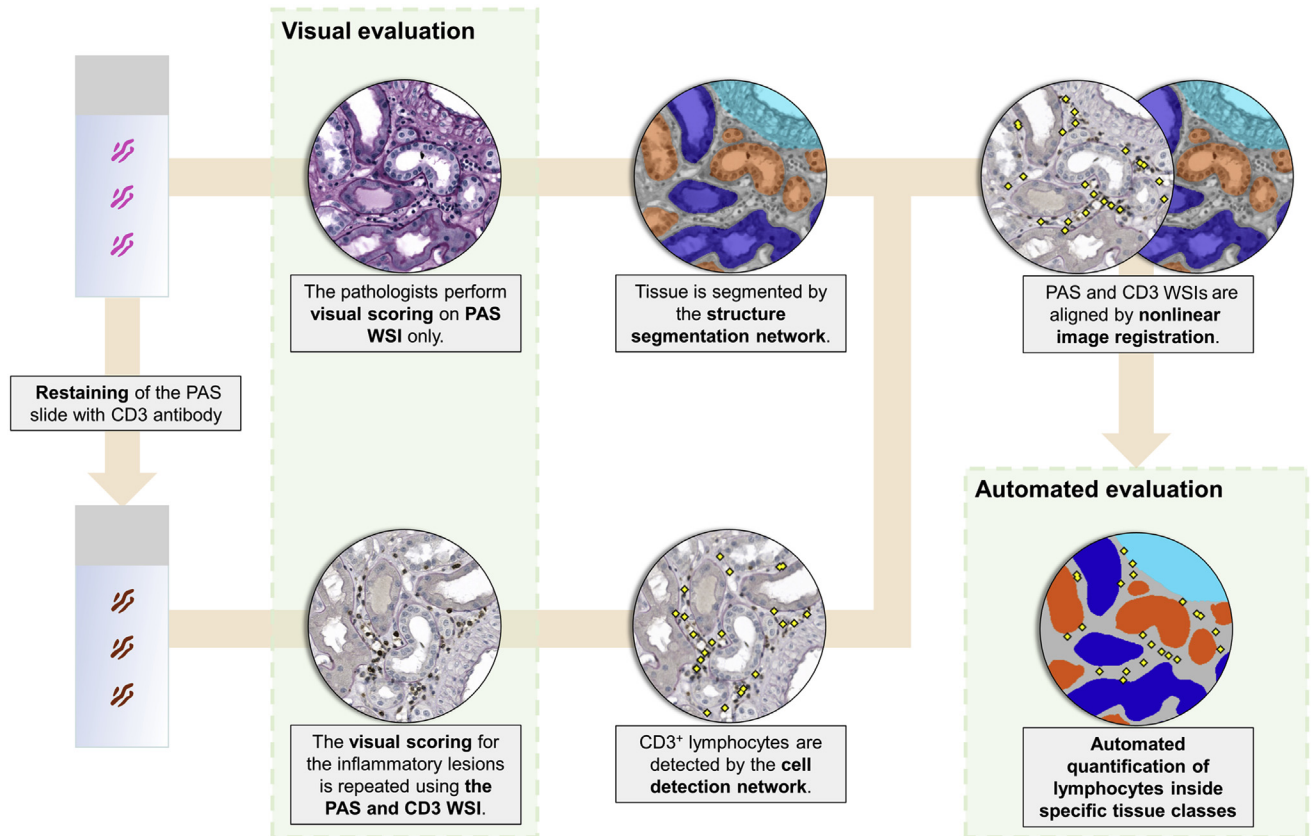 Visual evaluation
The pathologists perform
visual scoring on PAS
WSI only.
Tissue is segmented by
the structure
segmentation network.
PAS and CD3 WSIs are
aligned by nonlinear
image registration.
Restaining of the PAS
slide with CD3 antibody
Automated evaluation
The visual scoring for
the inflammatory lesions
is repeated using the
PAS and CD3 WSI.
CD3⁺ lymphocytes are
detected by the cell
detection network.
Automated
quantification of
lymphocytes inside
specific tissue classes